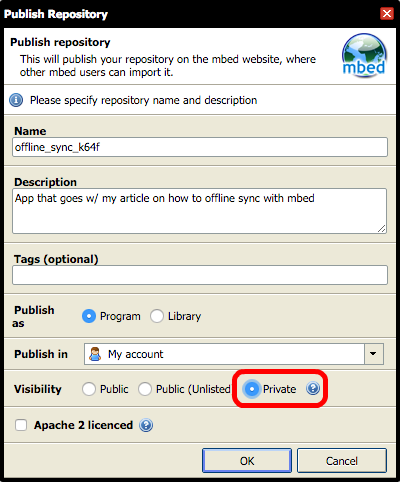 Publish Repository
Publish repository
This will publish your repository on the mbed website, where
other mbed users can import it.
mbed
Please specify repository name and description
Name
offline_sync_k64f
Description
App that goes w/ my article on how to offline sync with mbed
Tags (optional)
Publish as
Program
Library
Publish in
My account
Visibility
Public
Public (Unlisted
Private
?
Apache 2 licenced
?
OK
Cancel